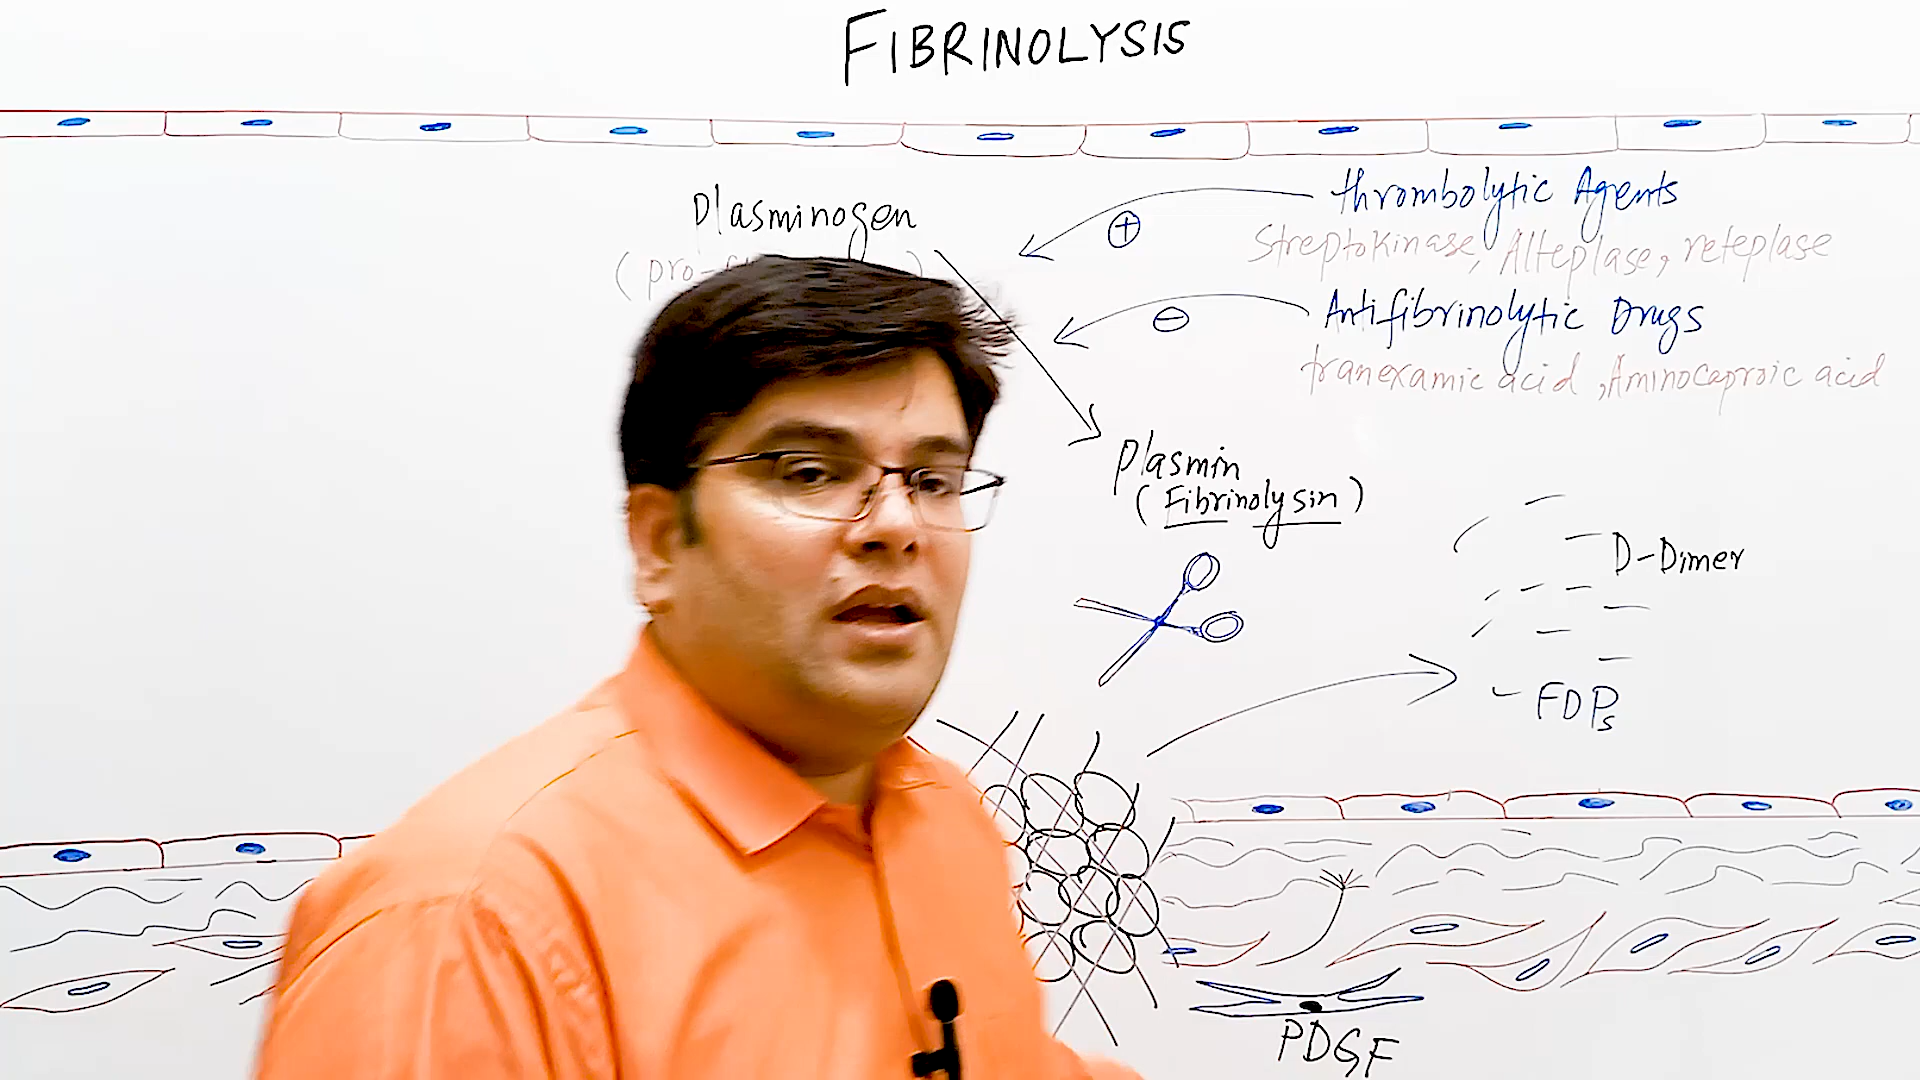 FIBRINOLYSIS
Plasminogen
(pro-
)
thrombolytic Agents
Streptokinase, Alteplase, reteplase
+
Antifibrinolytic Drugs
−
tranexamic acid, Aminocaproic acid
Plasmin
(Fibrinolysin)
D-Dimer
- FDPs
PDGF